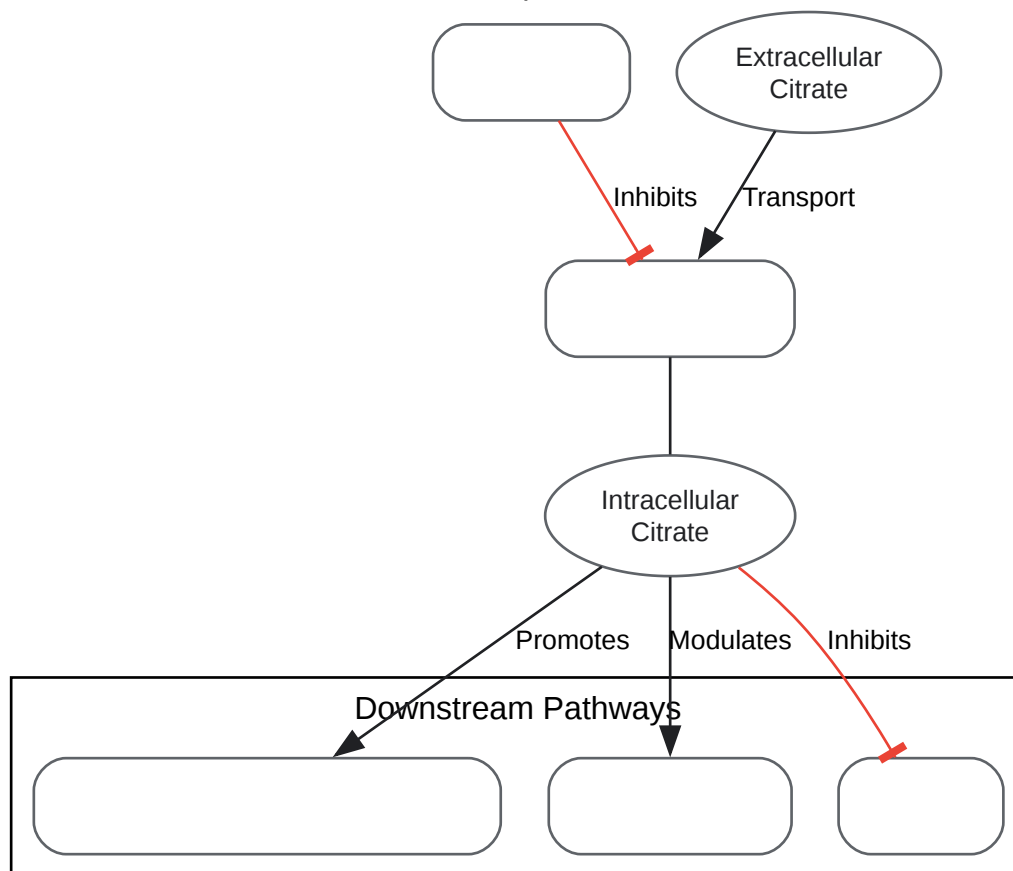 Extracellular
Citrate
Inhibits
Transport
Intracellular
Citrate
Promotes
Modulates
Inhibits
Downstream Pathways